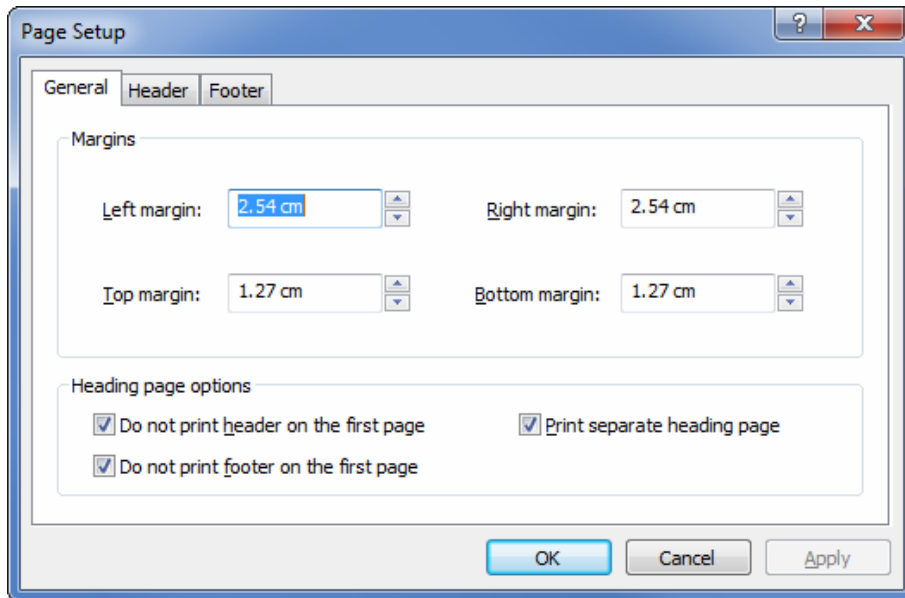 Page Setup
General Header Footer
Margins
Left margin: 2.54 cm Right margin: 2.54 cm
Top margin: 1.27 cm Bottom margin: 1.27 cm
Heading page options
Do not print header on the first page Print separate heading page
Do not print footer on the first page
OK Cancel Apply